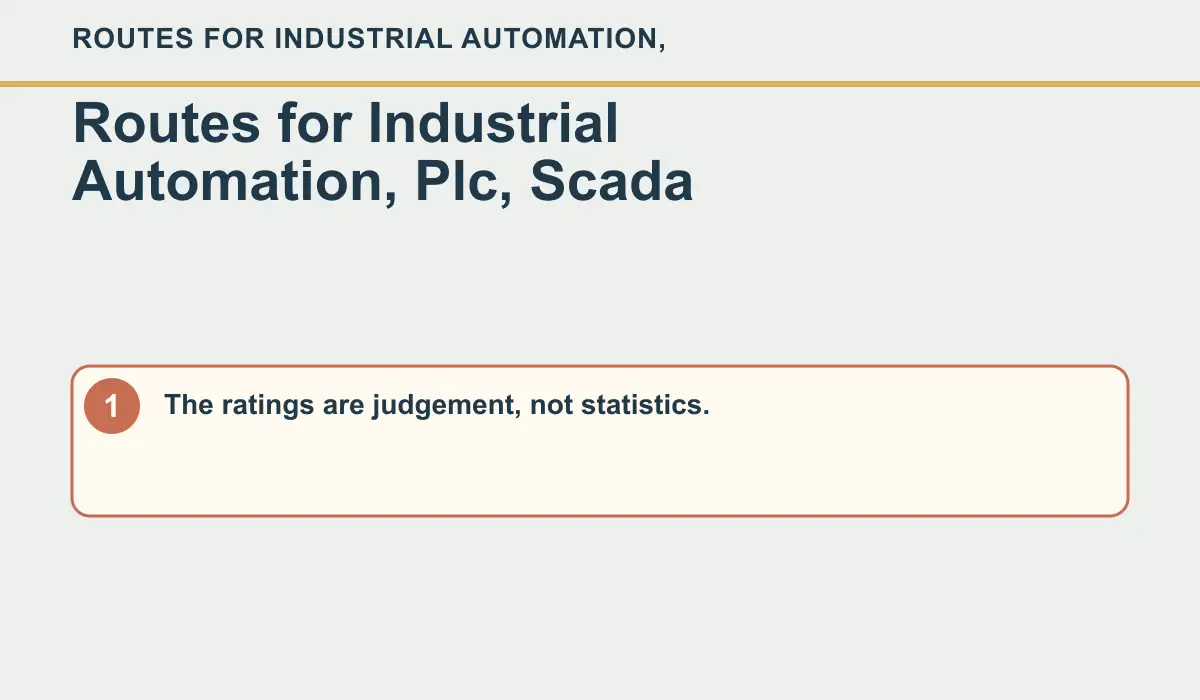 ROUTES FOR INDUSTRIAL AUTOMATION,
Routes for Industrial
Automation, Plc, Scada
1
The ratings are judgement, not statistics.